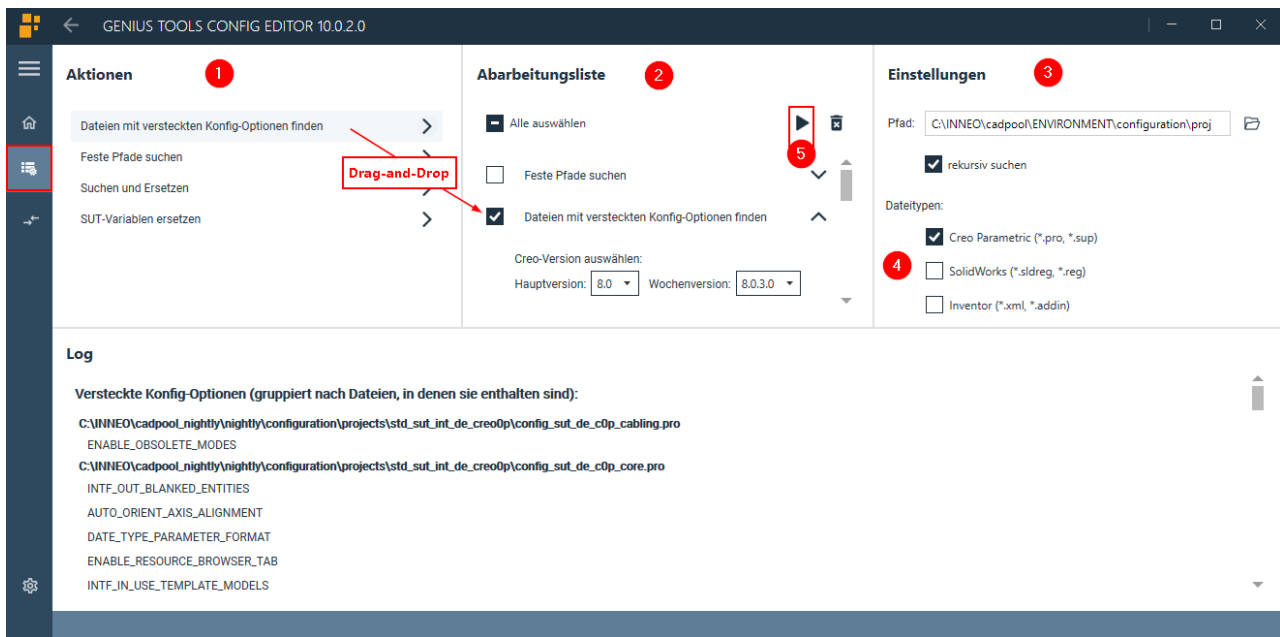 GENIUS TOOLS CONFIG EDITOR 10.0.2.0
Aktionen
1
Dateien mit versteckten Konfig-Optionen finden
Feste Pfade suchen
Suchen und Ersetzen
SUT-Variablen ersetzen
Drag-and-Drop
Abarbeitungsliste
2
Alle auswählen
5
Feste Pfade suchen
Dateien mit versteckten Konfig-Optionen finden
Creo-Version auswählen:
Hauptversion: 8.0 Wochenversion: 8.0.3.0
Einstellungen
3
Pfad: C:\INNEO\cadpool\ENVIRONMENT\configuration\proj
rekursiv suchen
Dateitypen:
Creo Parametric (*.pro, *.sup)
4
SolidWorks (*.sldreg, *.reg)
Inventor (*.xml, *.addin)
Log
Versteckte Konfig-Optionen (gruppiert nach Dateien, in denen sie enthalten sind):
C:\INNEO\cadpool_nightly\nightly\configuration\projects\std_sut_int_de_creo0p\config_sut_de_c0p_cabling.pro
ENABLE_OBSOLETE_MODES
C:\INNEO\cadpool_nightly\nightly\configuration\projects\std_sut_int_de_creo0p\config_sut_de_c0p_core.pro
INTF_OUT_BLANKED_ENTITIES
AUTO_ORIENT_AXIS_ALIGNMENT
DATE_TYPE_PARAMETER_FORMAT
ENABLE_RESOURCE_BROWSER_TAB
INTF_IN_USE_TEMPLATE_MODELS